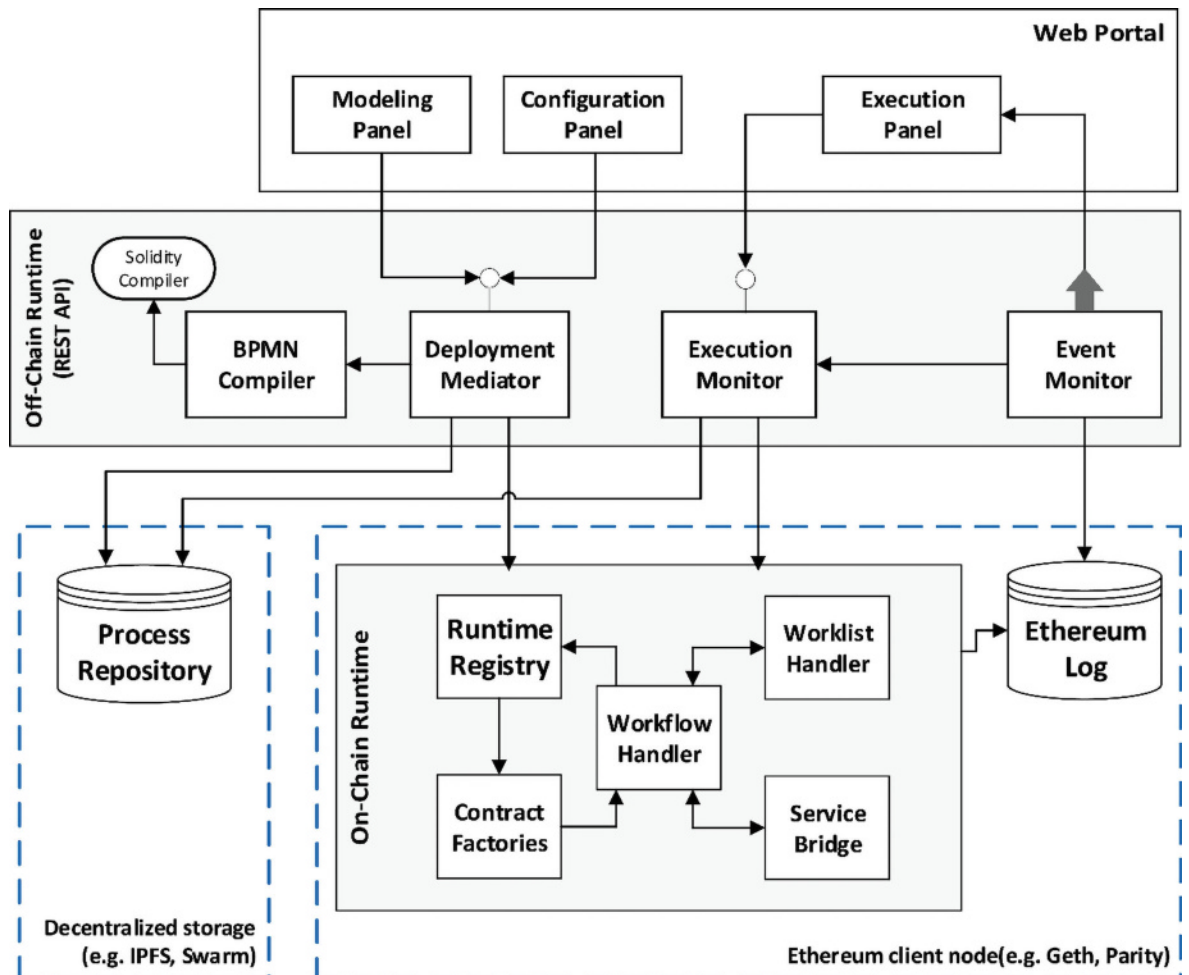 Web Portal
Modeling
Panel
Configuration
Panel
Execution
Panel
Off-Chain Runtime
(REST API)
Solidity
Compiler
BPMN
Compiler
Deployment
Mediator
Execution
Monitor
Event
Monitor
Process
Repository
Decentralized storage
(e.g. IPFS, Swarm)
On-Chain Runtime
Runtime
Registry
Worklist
Handler
Workflow
Handler
Contract
Factories
Service
Bridge
Ethereum
Log
Ethereum client node(e.g. Geth, Parity)